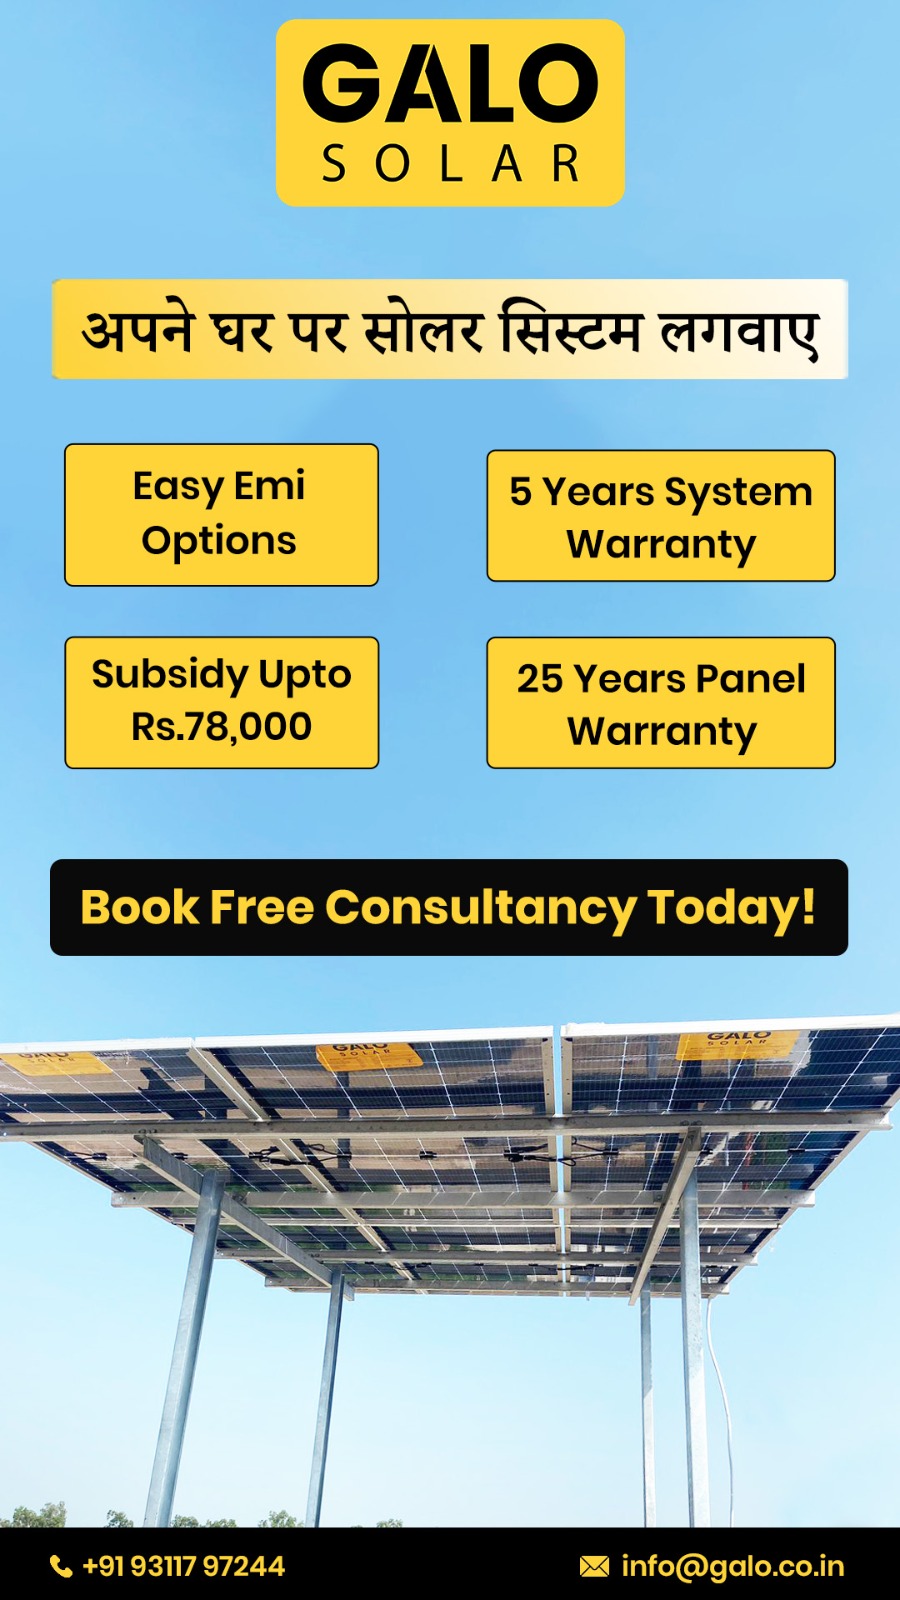 GALO
SOLAR
अपने घर पर सोलर सिस्टम लगवाए
Easy Emi
Options
5 Years System
Warranty
Subsidy Upto
Rs.78,000
25 Years Panel
Warranty
Book Free Consultancy Today!
GALO
GALO
SOLAR
GALO
SOLAR
+91 93117 97244
info@galo.co.in